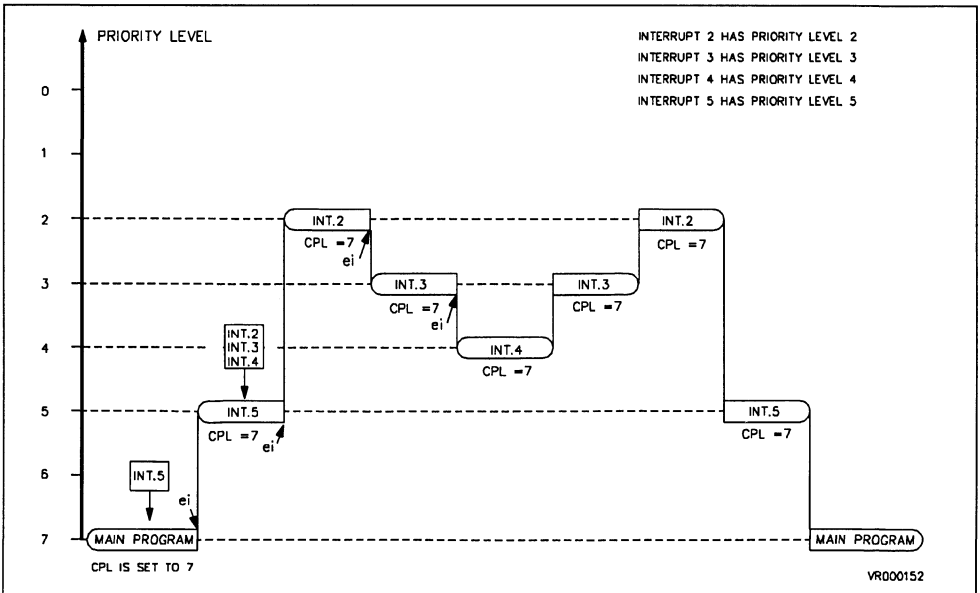 PRIORITY LEVEL
INTERRUPT 2 HAS PRIORITY LEVEL 2
INTERRUPT 3 HAS PRIORITY LEVEL 3
INTERRUPT 4 HAS PRIORITY LEVEL 4
INTERRUPT 5 HAS PRIORITY LEVEL 5
0
1
2
INT.2
INT.2
CPL =7
CPL =7
ei
3
INT.3
INT.3
CPL =7
CPL =7
ei
INT.2
INT.3
INT.4
4
INT.4
CPL =7
5
INT.5
INT.5
CPL =7
CPL =7
ei
6
INT.5
ei
7
MAIN PROGRAM
MAIN PROGRAM
CPL IS SET TO 7
VR000152